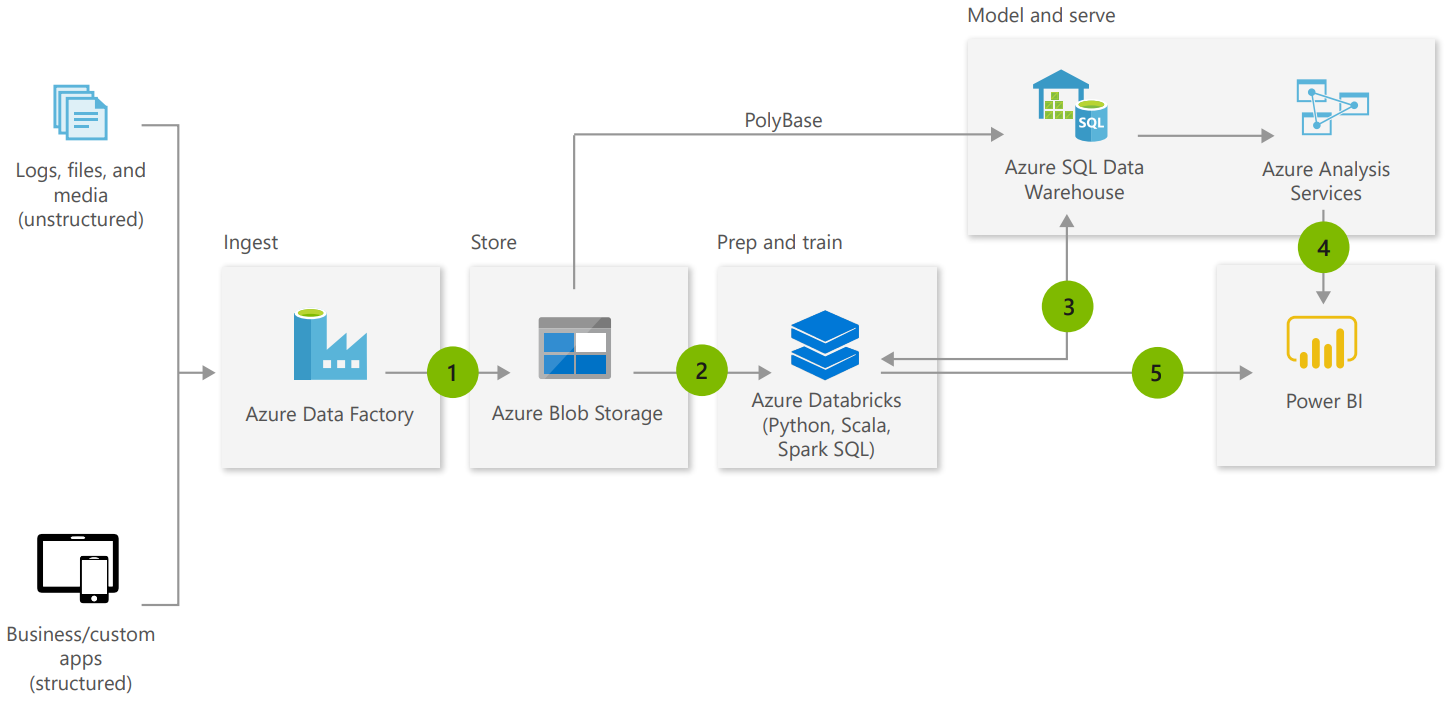 Model and serve
PolyBase
SQL
Azure SQL Data
Warehouse
Azure Analysis
Services
Logs, files, and
media
(unstructured)
Ingest
Store
Prep and train
4
3
1
2
5
Azure Data Factory
Azure Blob Storage
Azure Databricks
(Python, Scala,
Spark SQL)
Power BI
Business/custom
apps
(structured)